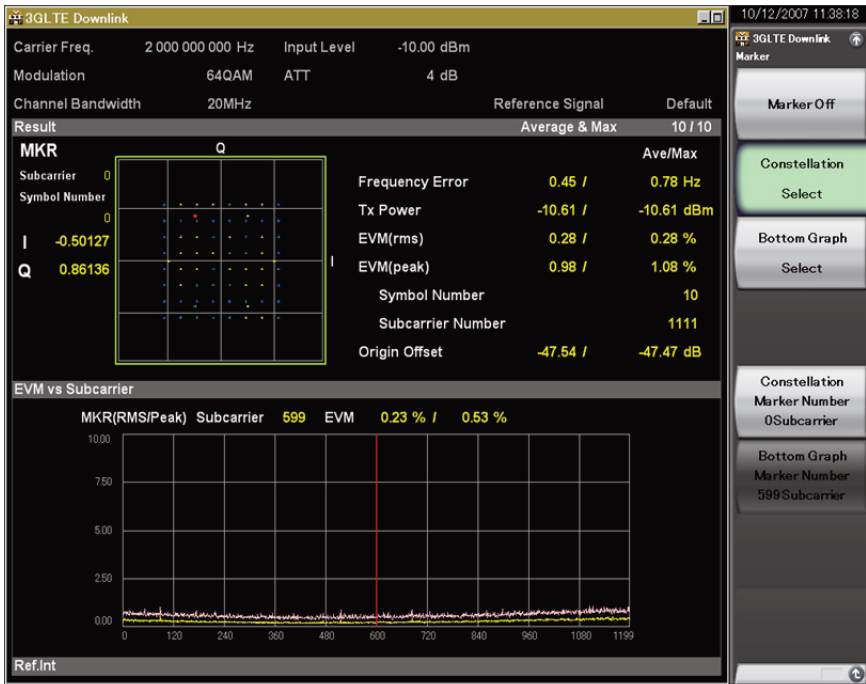 3GLTE Downlink
10/12/2007 11:38:18
Carrier Freq. 2 000 000 000 Hz Input Level -10.00 dBm
Modulation 64QAM ATT 4 dB
Channel Bandwidth 20MHz Reference Signal Default
Result Average & Max 10 / 10
MKR Q Ave/Max
Subcarrier 0
Symbol Number
0
I -0.50127
Q 0.86136
I
Frequency Error 0.45 / 0.78 Hz
Tx Power -10.61 / -10.61 dBm
EVM(rms) 0.28 / 0.28 %
EVM(peak) 0.98 / 1.08 %
Symbol Number 10
Subcarrier Number 1111
Origin Offset -47.54 / -47.47 dB
EVM vs Subcarrier
MKR(RMS/Peak) Subcarrier 599 EVM 0.23 % / 0.53 %
10.00
7.50
5.00
2.50
0.00
0 120 240 360 480 600 720 840 960 1080 1199
Ref.Int
3GLTE Downlink
Marker
Marker Off
Constellation
Select
Bottom Graph
Select
Constellation
Marker Number
0Subcarrier
Bottom Graph
Marker Number
599Subcarrier